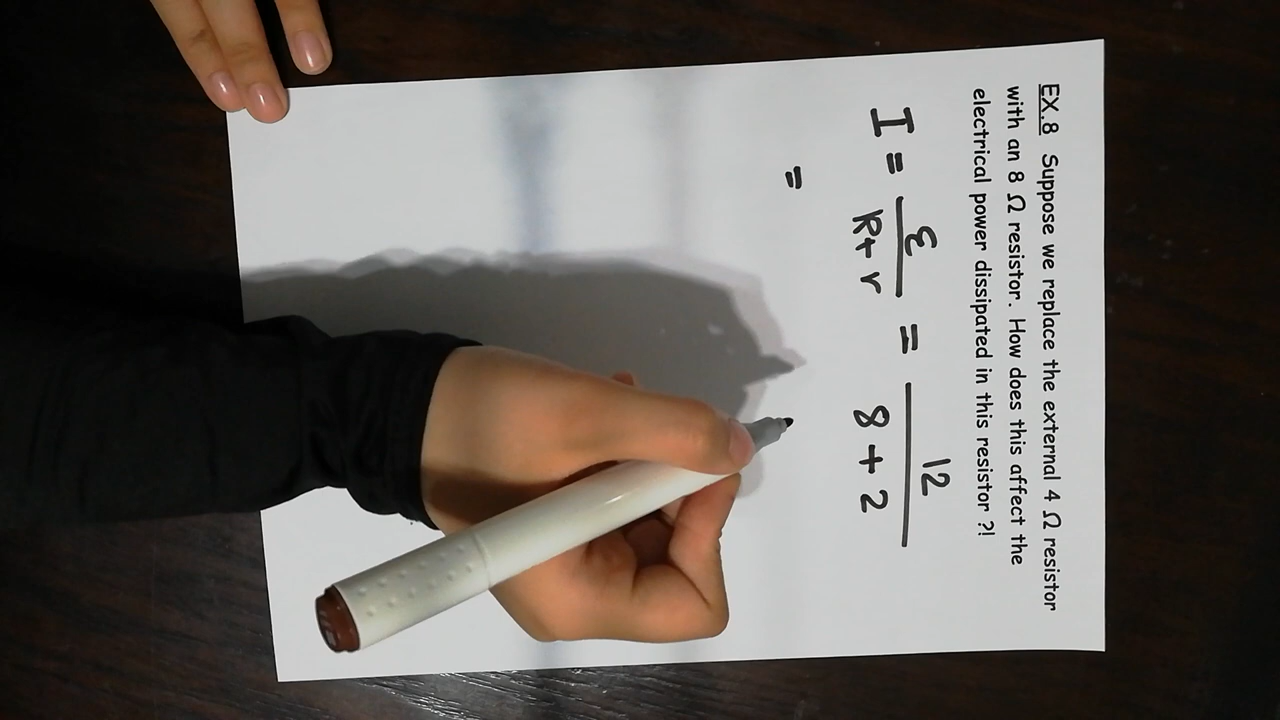 EX.8 Suppose we replace the external 4 Ω resistor
with an 8 Ω resistor. How does this affect the
electrical power dissipated in this resistor ?!
I = ε / R+r = 12 / 8+2
=